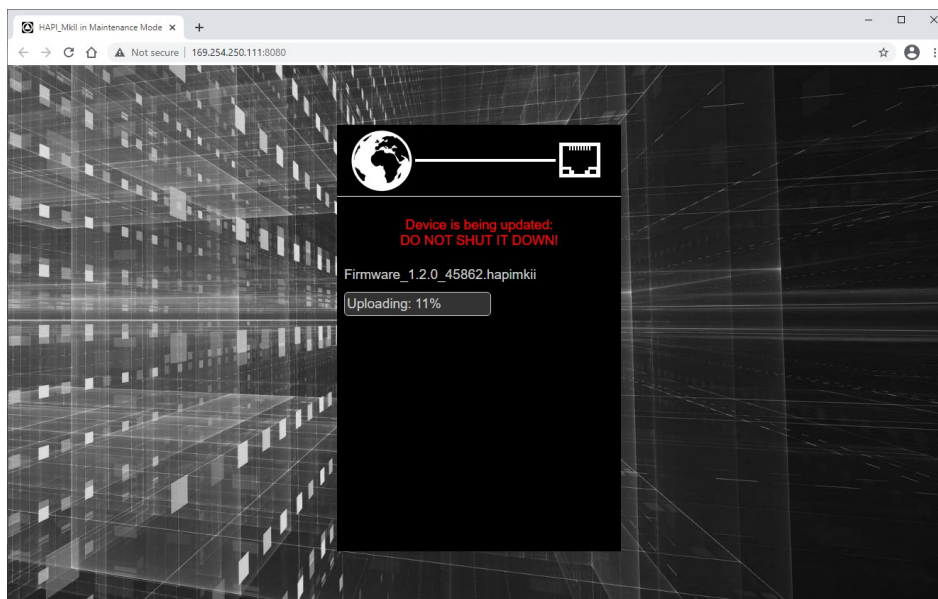 HAPI_MkII in Maintenance Mode
Not secure | 169.254.250.111:8080
Device is being updated:
DO NOT SHUT IT DOWN!
Firmware_1.2.0_45862.hapimkii
Uploading: 11%